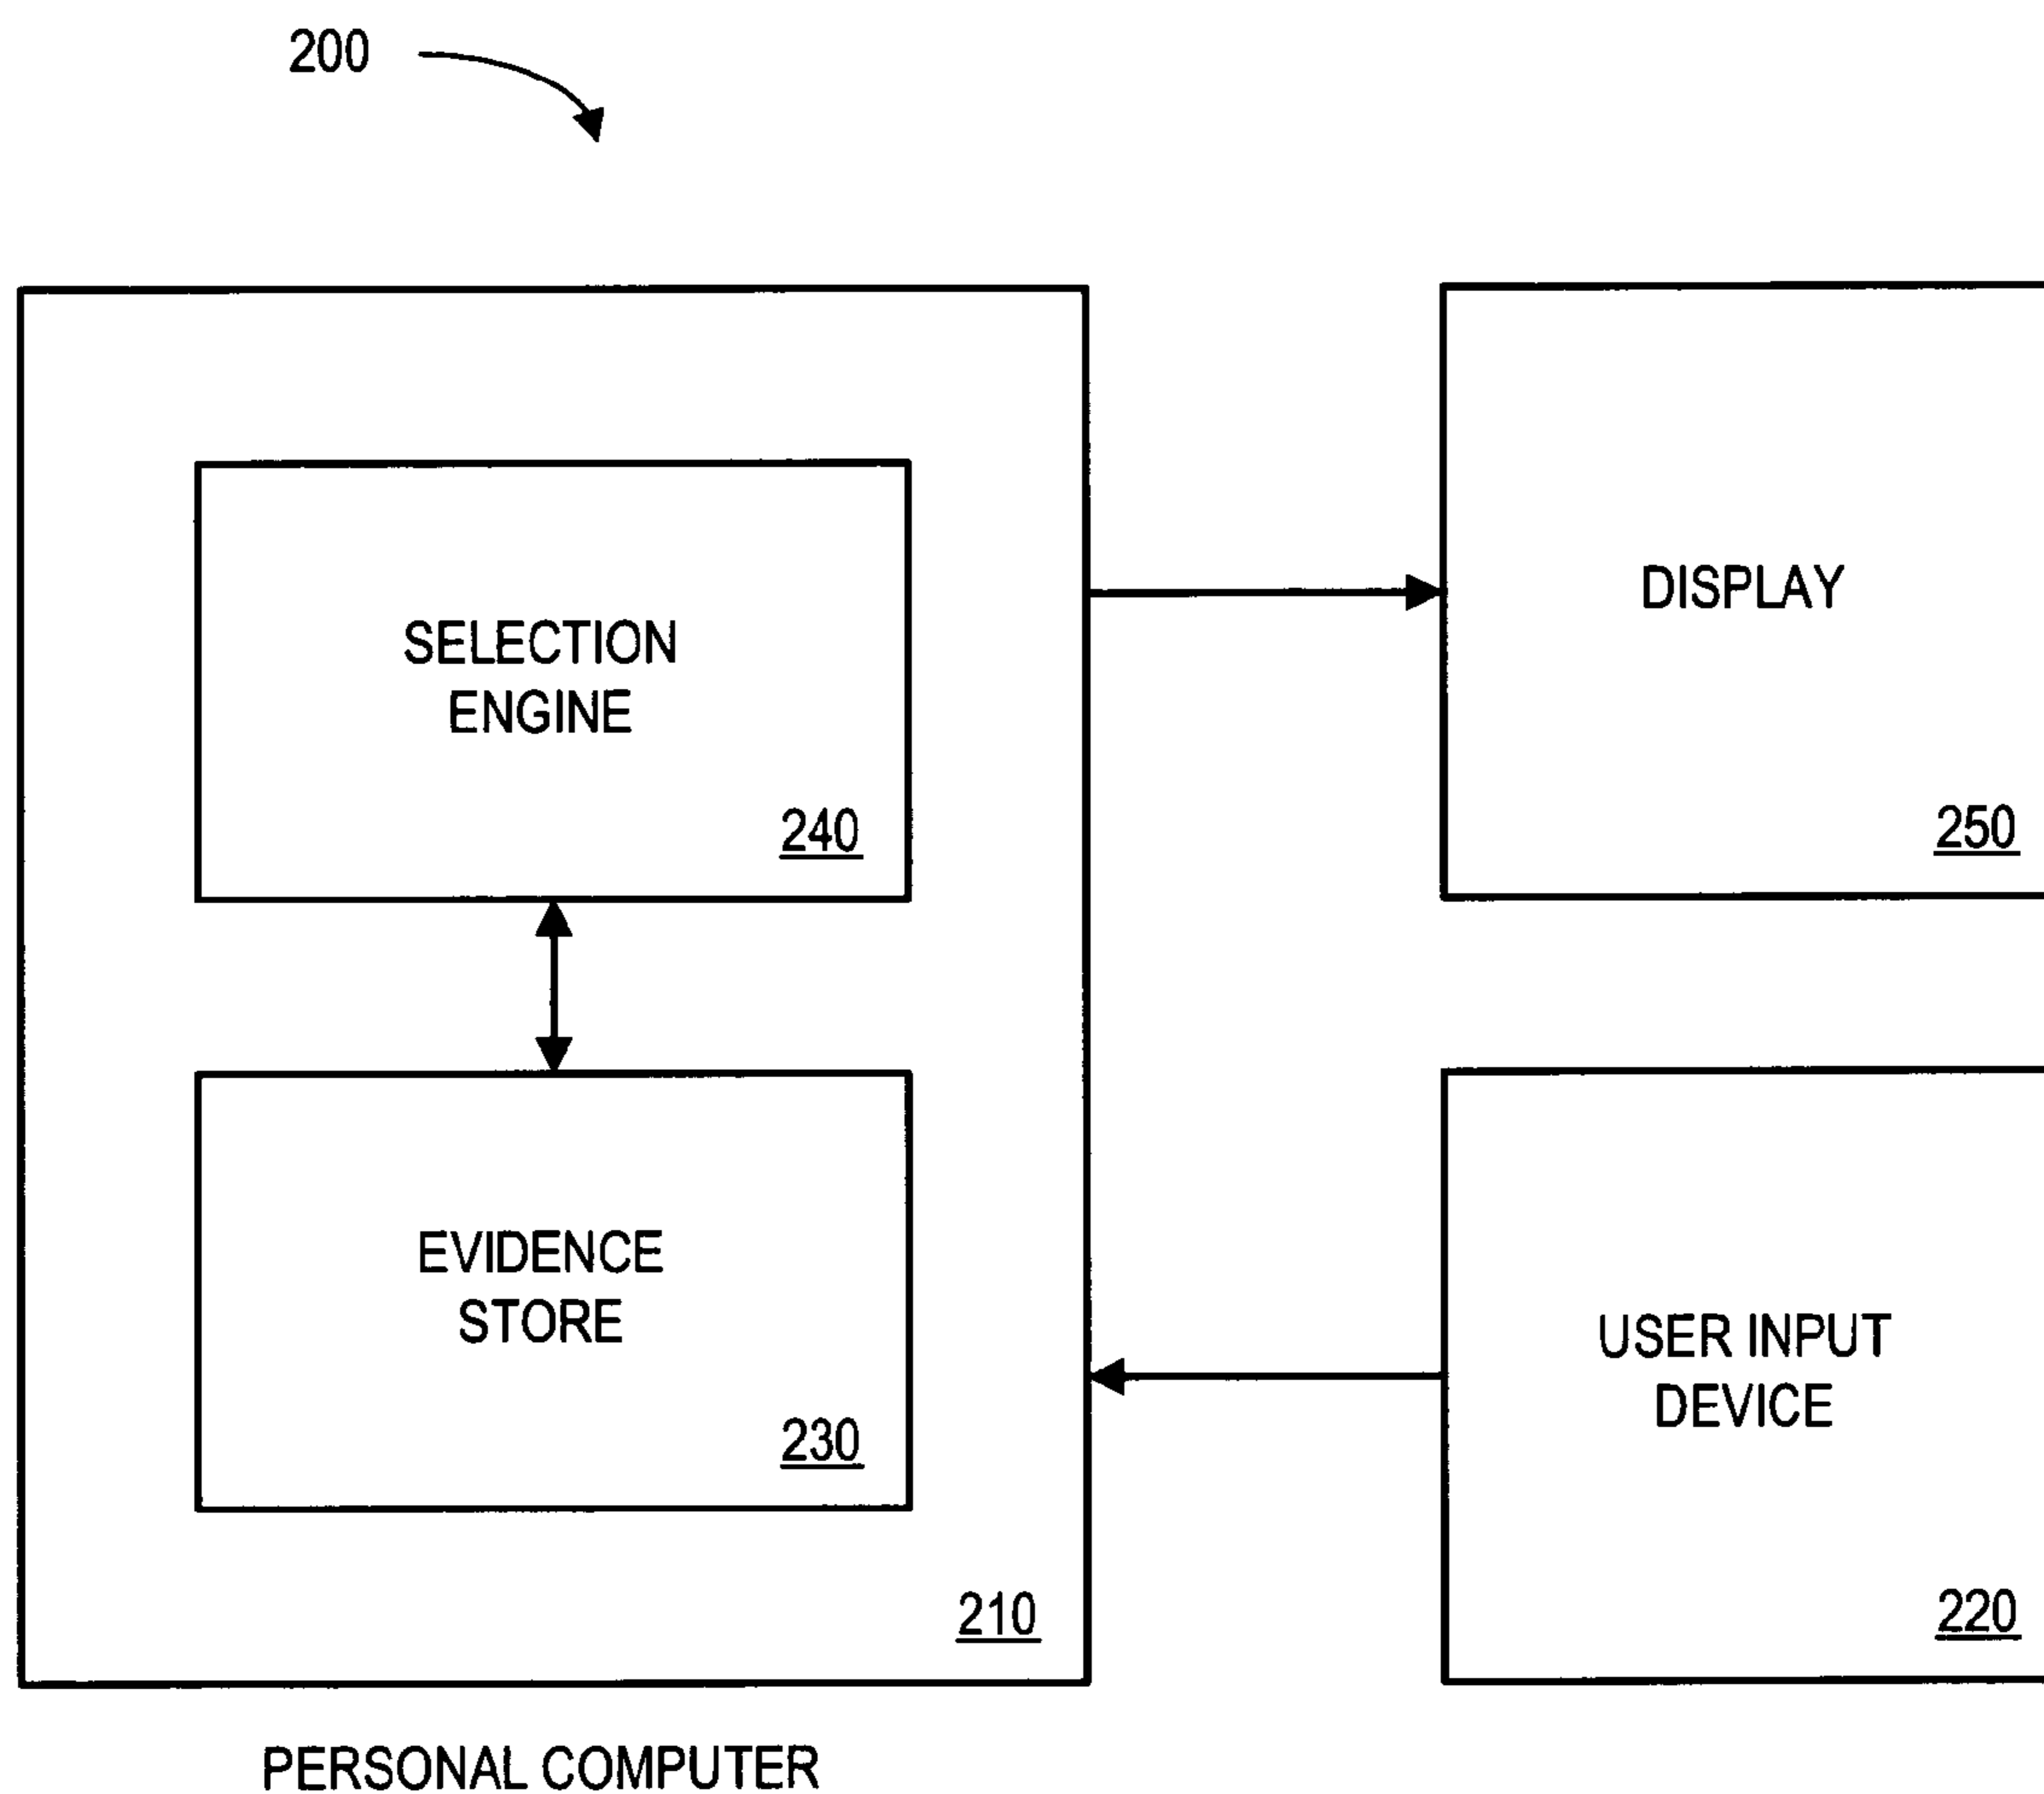 200
SELECTION
ENGINE
240
DISPLAY
250
EVIDENCE
STORE
230
USER INPUT
DEVICE
220
210
PERSONAL COMPUTER